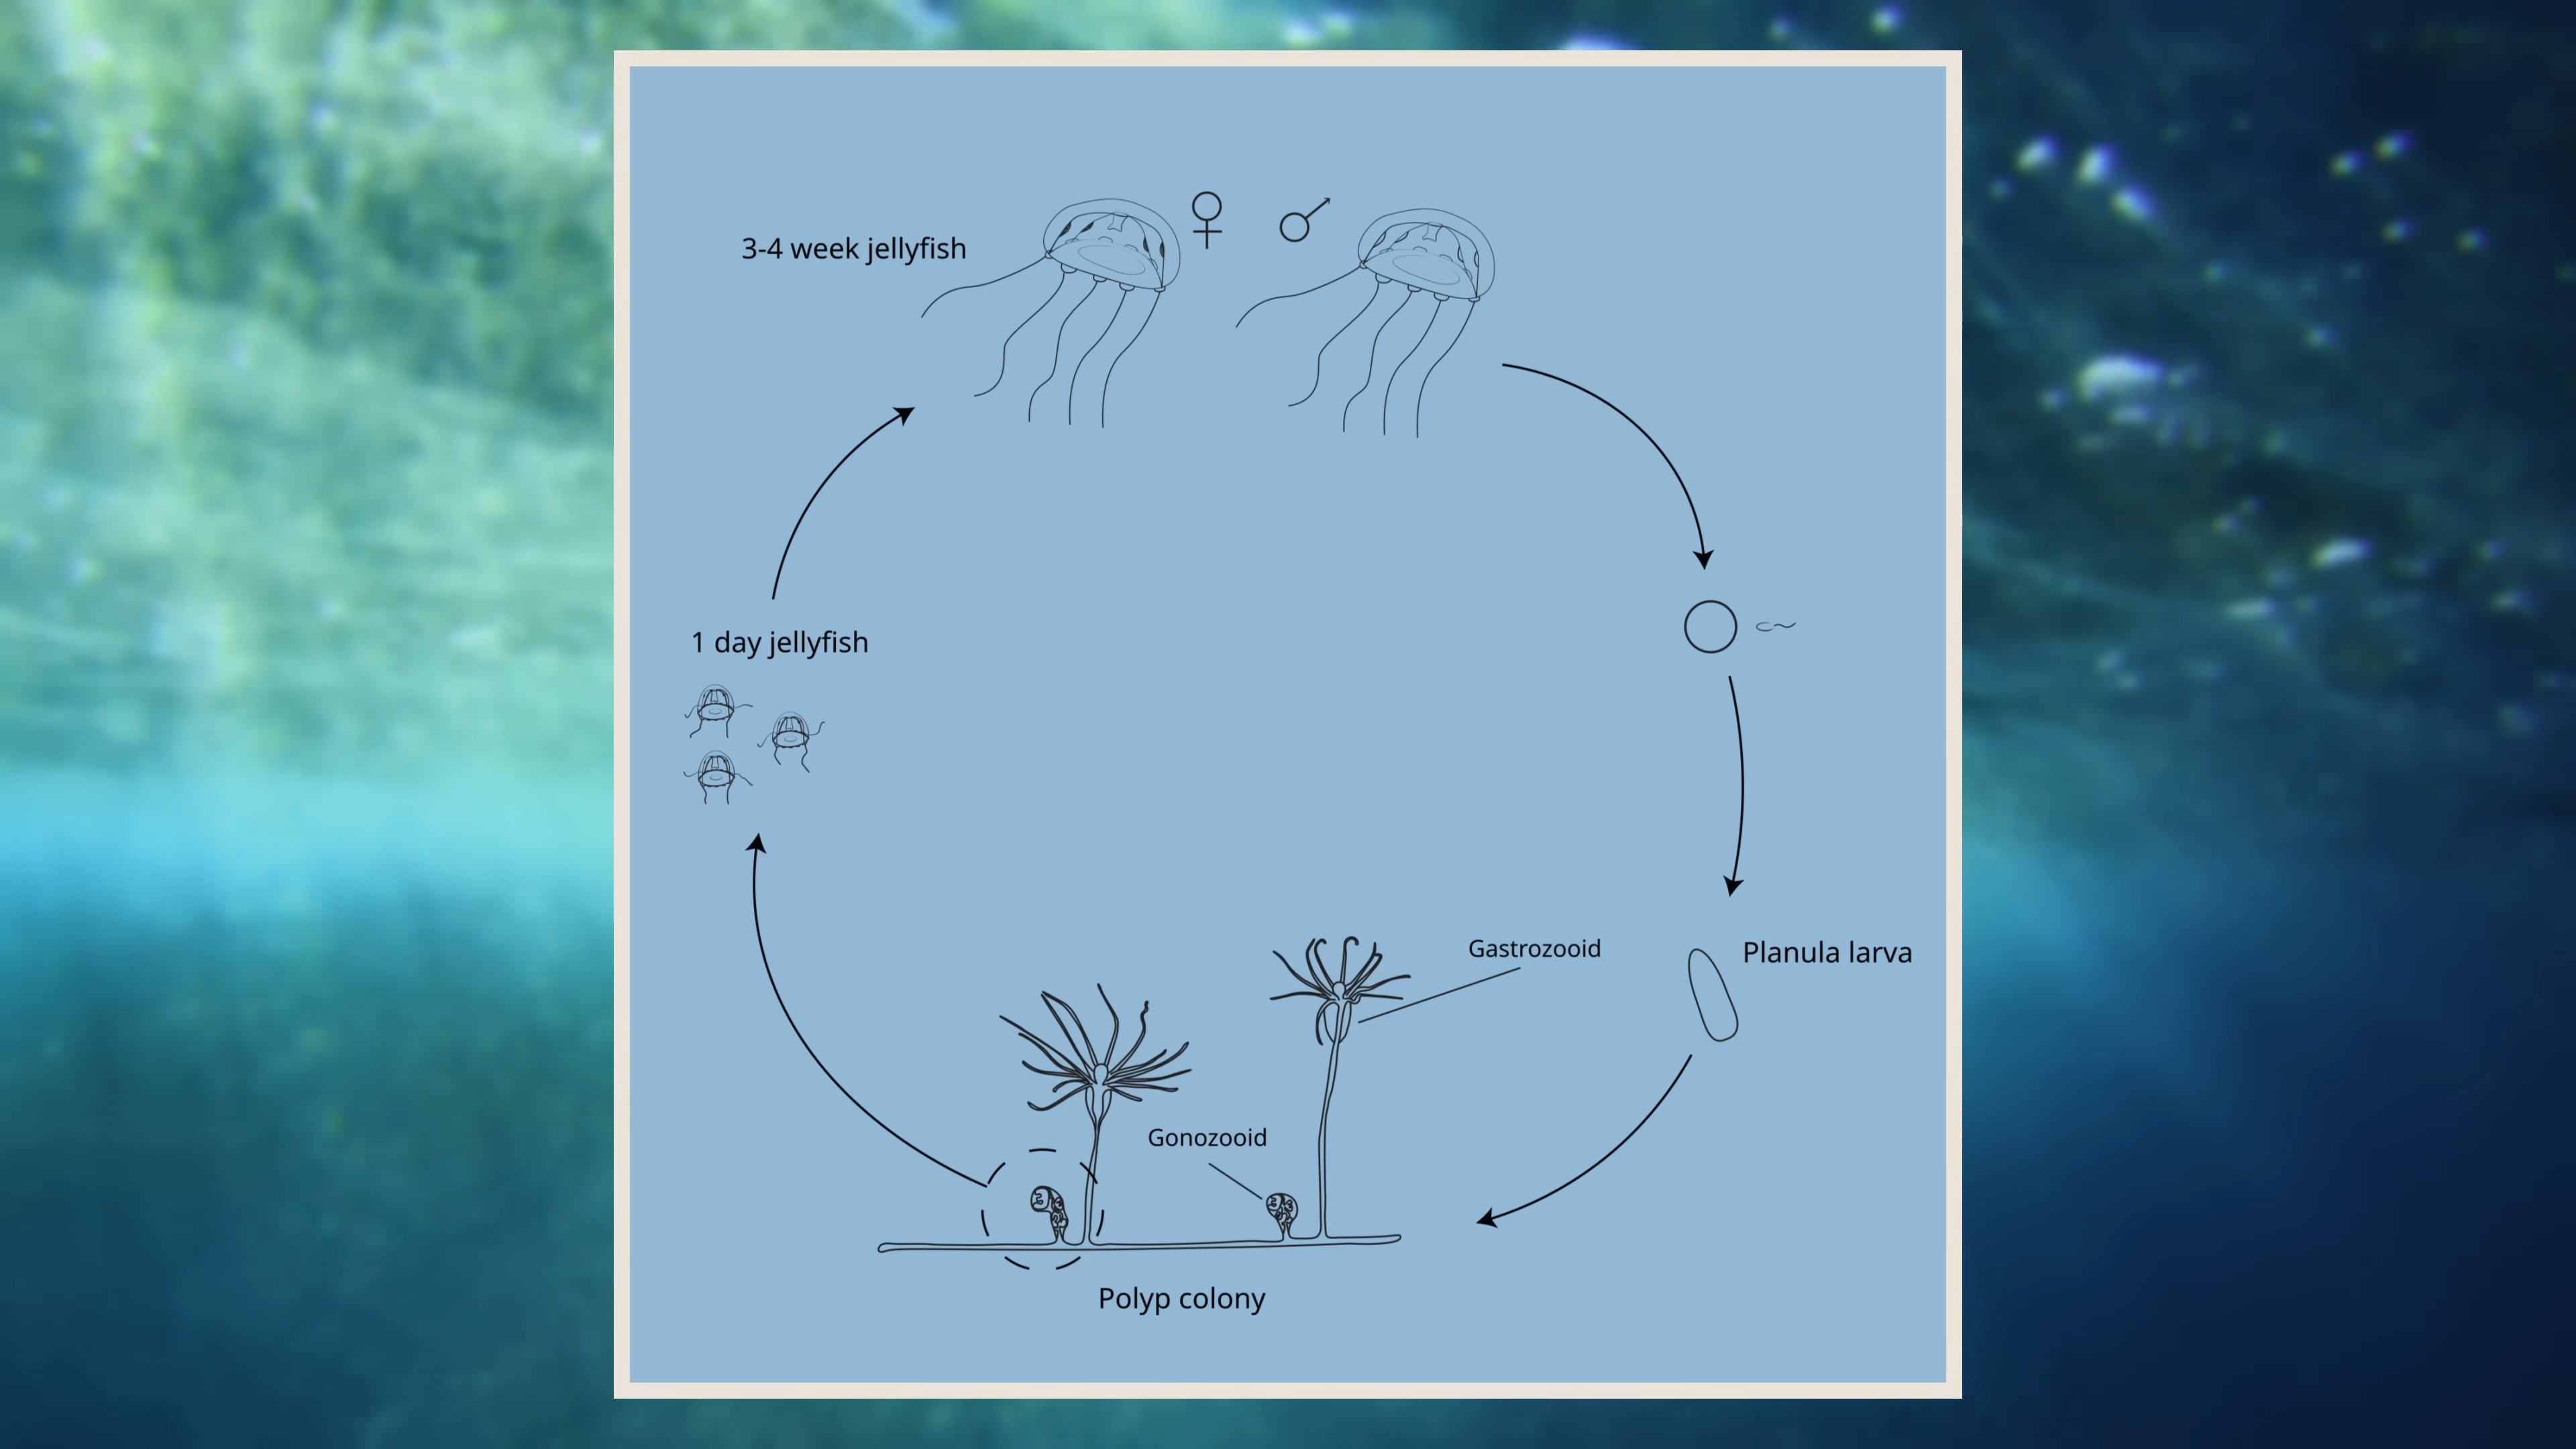 3-4 week jellyfish
1 day jellyfish
Gastrozooid
Planula larva
Gonozooid
Polyp colony